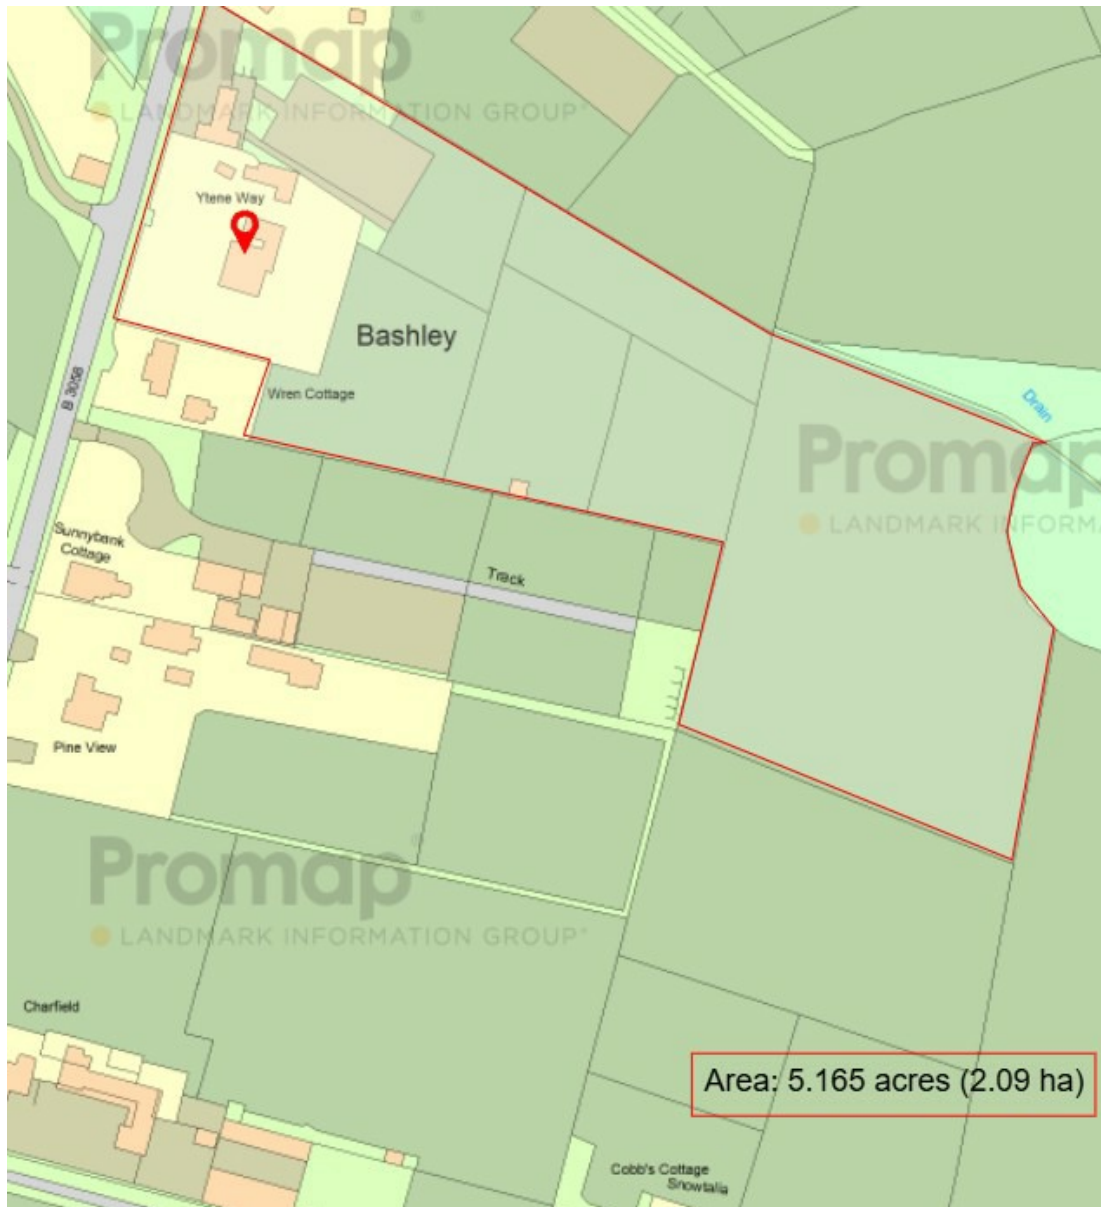 Promap
LANDMARK INFORMATION GROUP
Ytene Way
Bashley
B 3058
Wren Cottage
Drain
Promap
LANDMARK INFORM
Sunnybank
Cottage
Track
Pine View
Promap
LANDMARK INFORMATION GROUP
Charfield
Area: 5.165 acres (2.09 ha)
Cobb's Cottage
Snowtalia